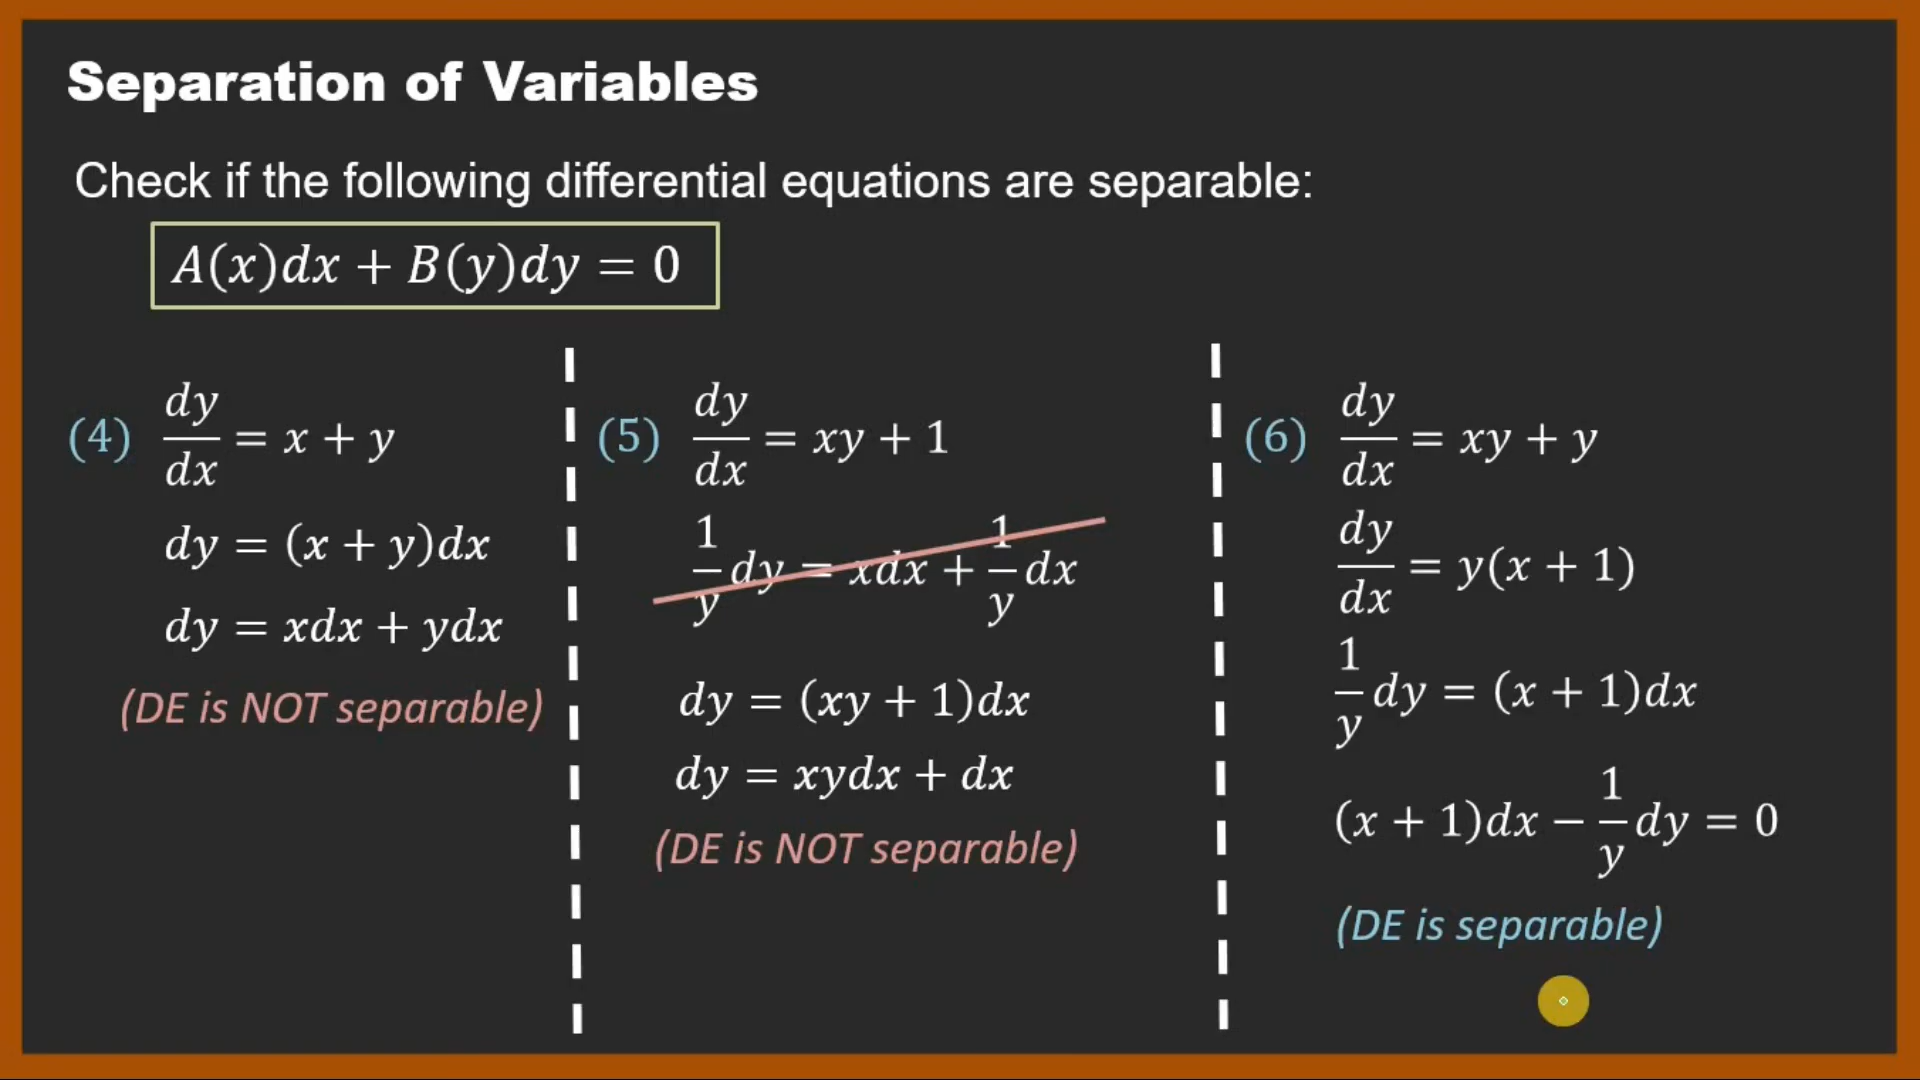 Separation of Variables
Check if the following differential equations are separable:
A(x)dx + B(y)dy = 0
(4) dy/dx = x + y
dy = (x + y)dx
dy = xdx + ydx
(DE is NOT separable)
(5) dy/dx = xy + 1
1/y dy = xdx + 1/y dx
dy = (xy + 1)dx
dy = xydx + dx
(DE is NOT separable)
(6) dy/dx = xy + y
dy/dx = y(x + 1)
1/y dy = (x + 1)dx
(x + 1)dx − 1/y dy = 0
(DE is separable)